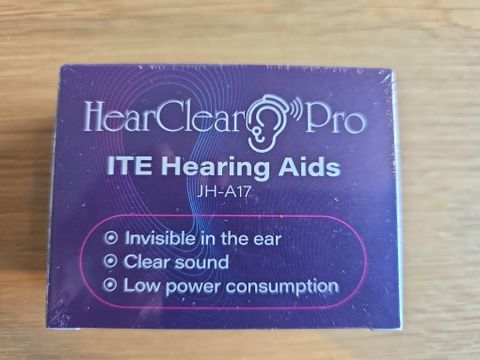 HearClear Pro
ITE Hearing Aids
JH-A17
Invisible in the ear
Clear sound
Low power consumption